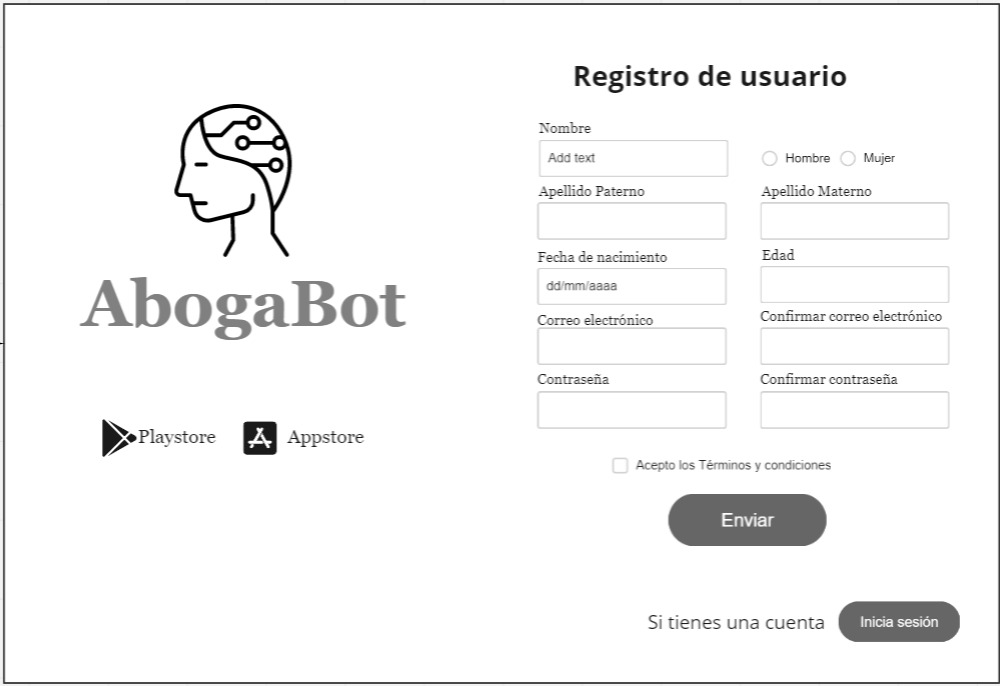 AbogaBot
Playstore Appstore
Registro de usuario
Nombre
Add text
Hombre Mujer
Apellido Paterno Apellido Materno
Fecha de nacimiento Edad
dd/mm/aaaa
Correo electrónico Confirmar correo electrónico
Contraseña Confirmar contraseña
Acepto los Términos y condiciones
Enviar
Si tienes una cuenta Inicia sesión